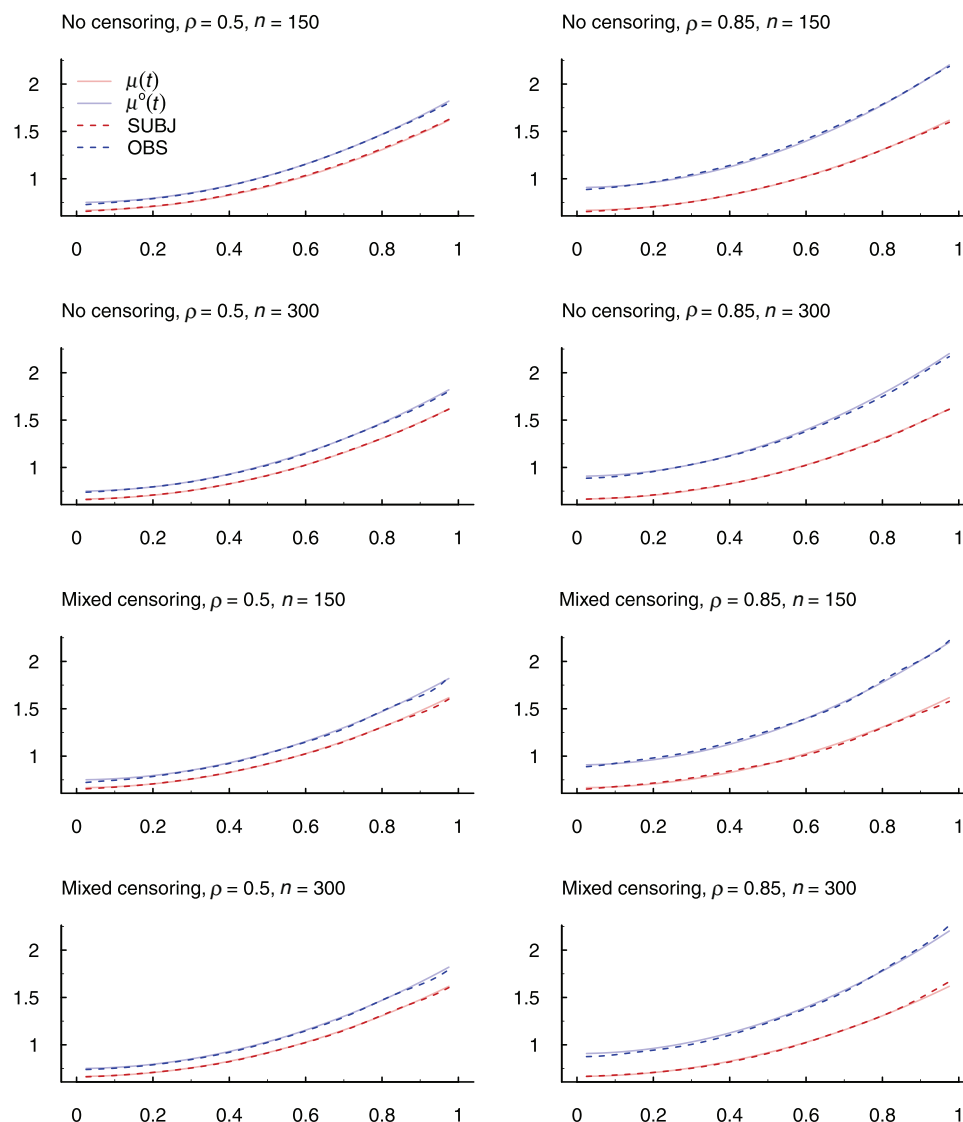 No censoring, ρ = 0.5, n = 150
2
1.5
1
μ(t)
μ°(t)
SUBJ
OBS
0 0.2 0.4 0.6 0.8 1
No censoring, ρ = 0.85, n = 150
2
1.5
1
0 0.2 0.4 0.6 0.8 1
No censoring, ρ = 0.5, n = 300
2
1.5
1
0 0.2 0.4 0.6 0.8 1
No censoring, ρ = 0.85, n = 300
2
1.5
1
0 0.2 0.4 0.6 0.8 1
Mixed censoring, ρ = 0.5, n = 150
2
1.5
1
0 0.2 0.4 0.6 0.8 1
Mixed censoring, ρ = 0.85, n = 150
2
1.5
1
0 0.2 0.4 0.6 0.8 1
Mixed censoring, ρ = 0.5, n = 300
2
1.5
1
0 0.2 0.4 0.6 0.8 1
Mixed censoring, ρ = 0.85, n = 300
2
1.5
1
0 0.2 0.4 0.6 0.8 1